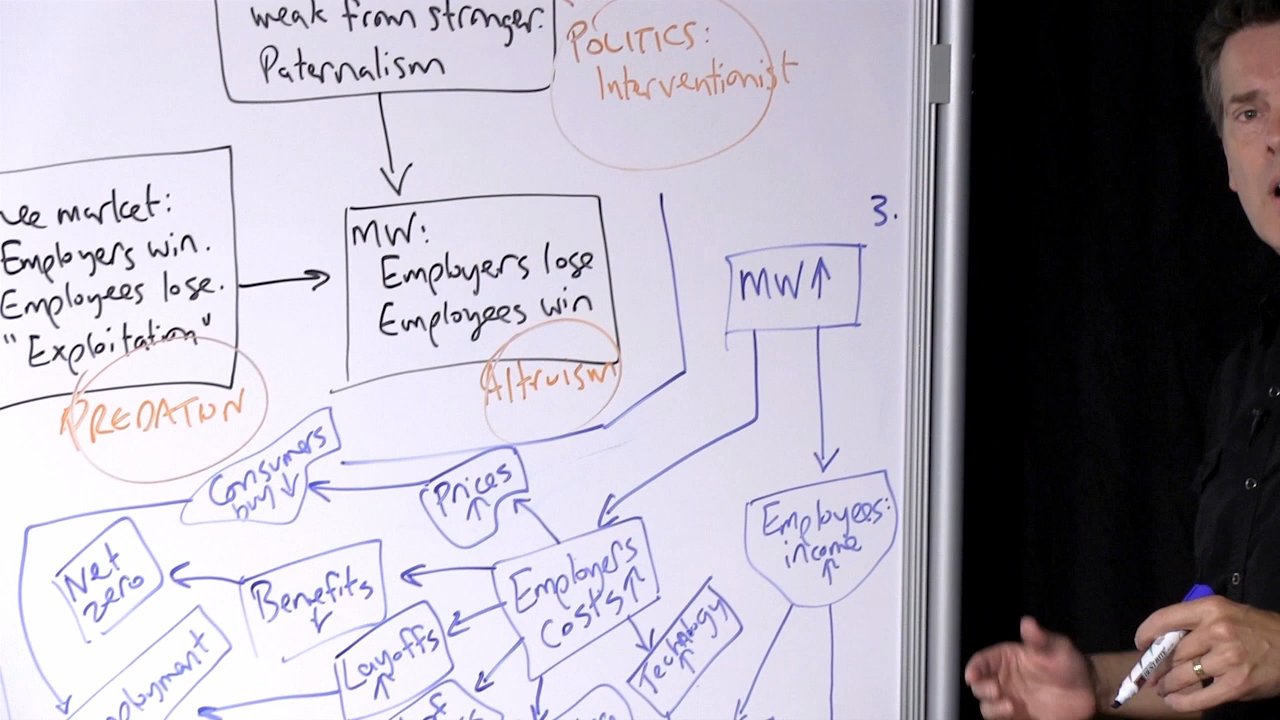 weak from stronger.
Paternalism
POLITICS:
Interventionist
market:
Employers win.
Employees lose.
"Exploitation"
PREDATION
MW:
Employers lose
Employees win
Altruism
3.
MW↑
Employees:
income
↑
Employers
Costs↑
Prices
↑
Consumers
buy↓
Benefits
↓
Net
zero
Layoffs
↑
Technology
↑